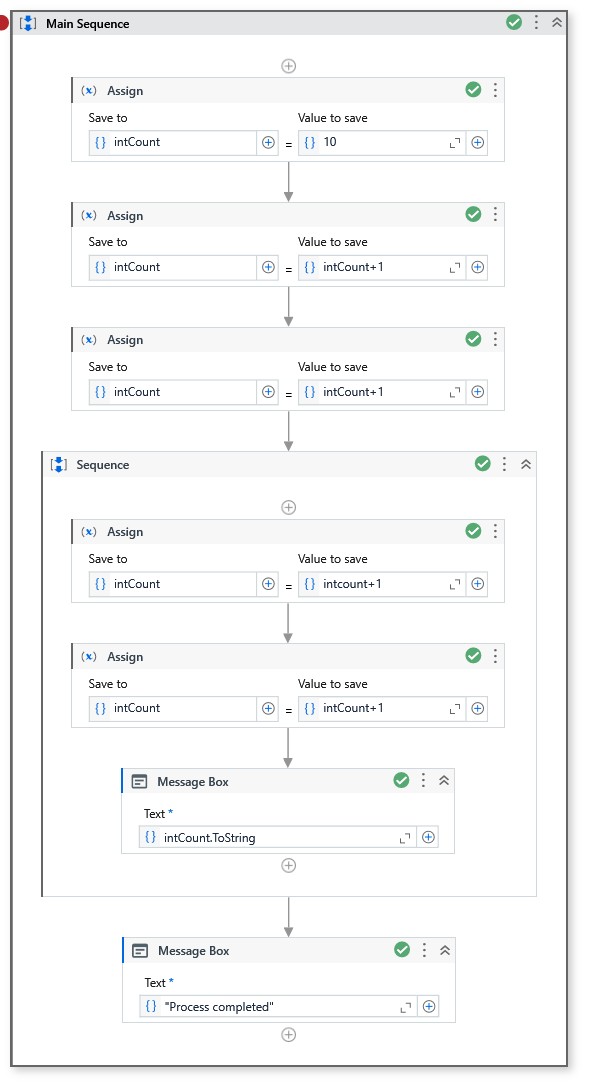 Main Sequence
Assign
Save to Value to save
intCount = 10
Assign
Save to Value to save
intCount = intCount+1
Assign
Save to Value to save
intCount = intCount+1
Sequence
Assign
Save to Value to save
intCount = intcount+1
Assign
Save to Value to save
intCount = intCount+1
Message Box
Text *
intCount.ToString
Message Box
Text *
"Process completed"